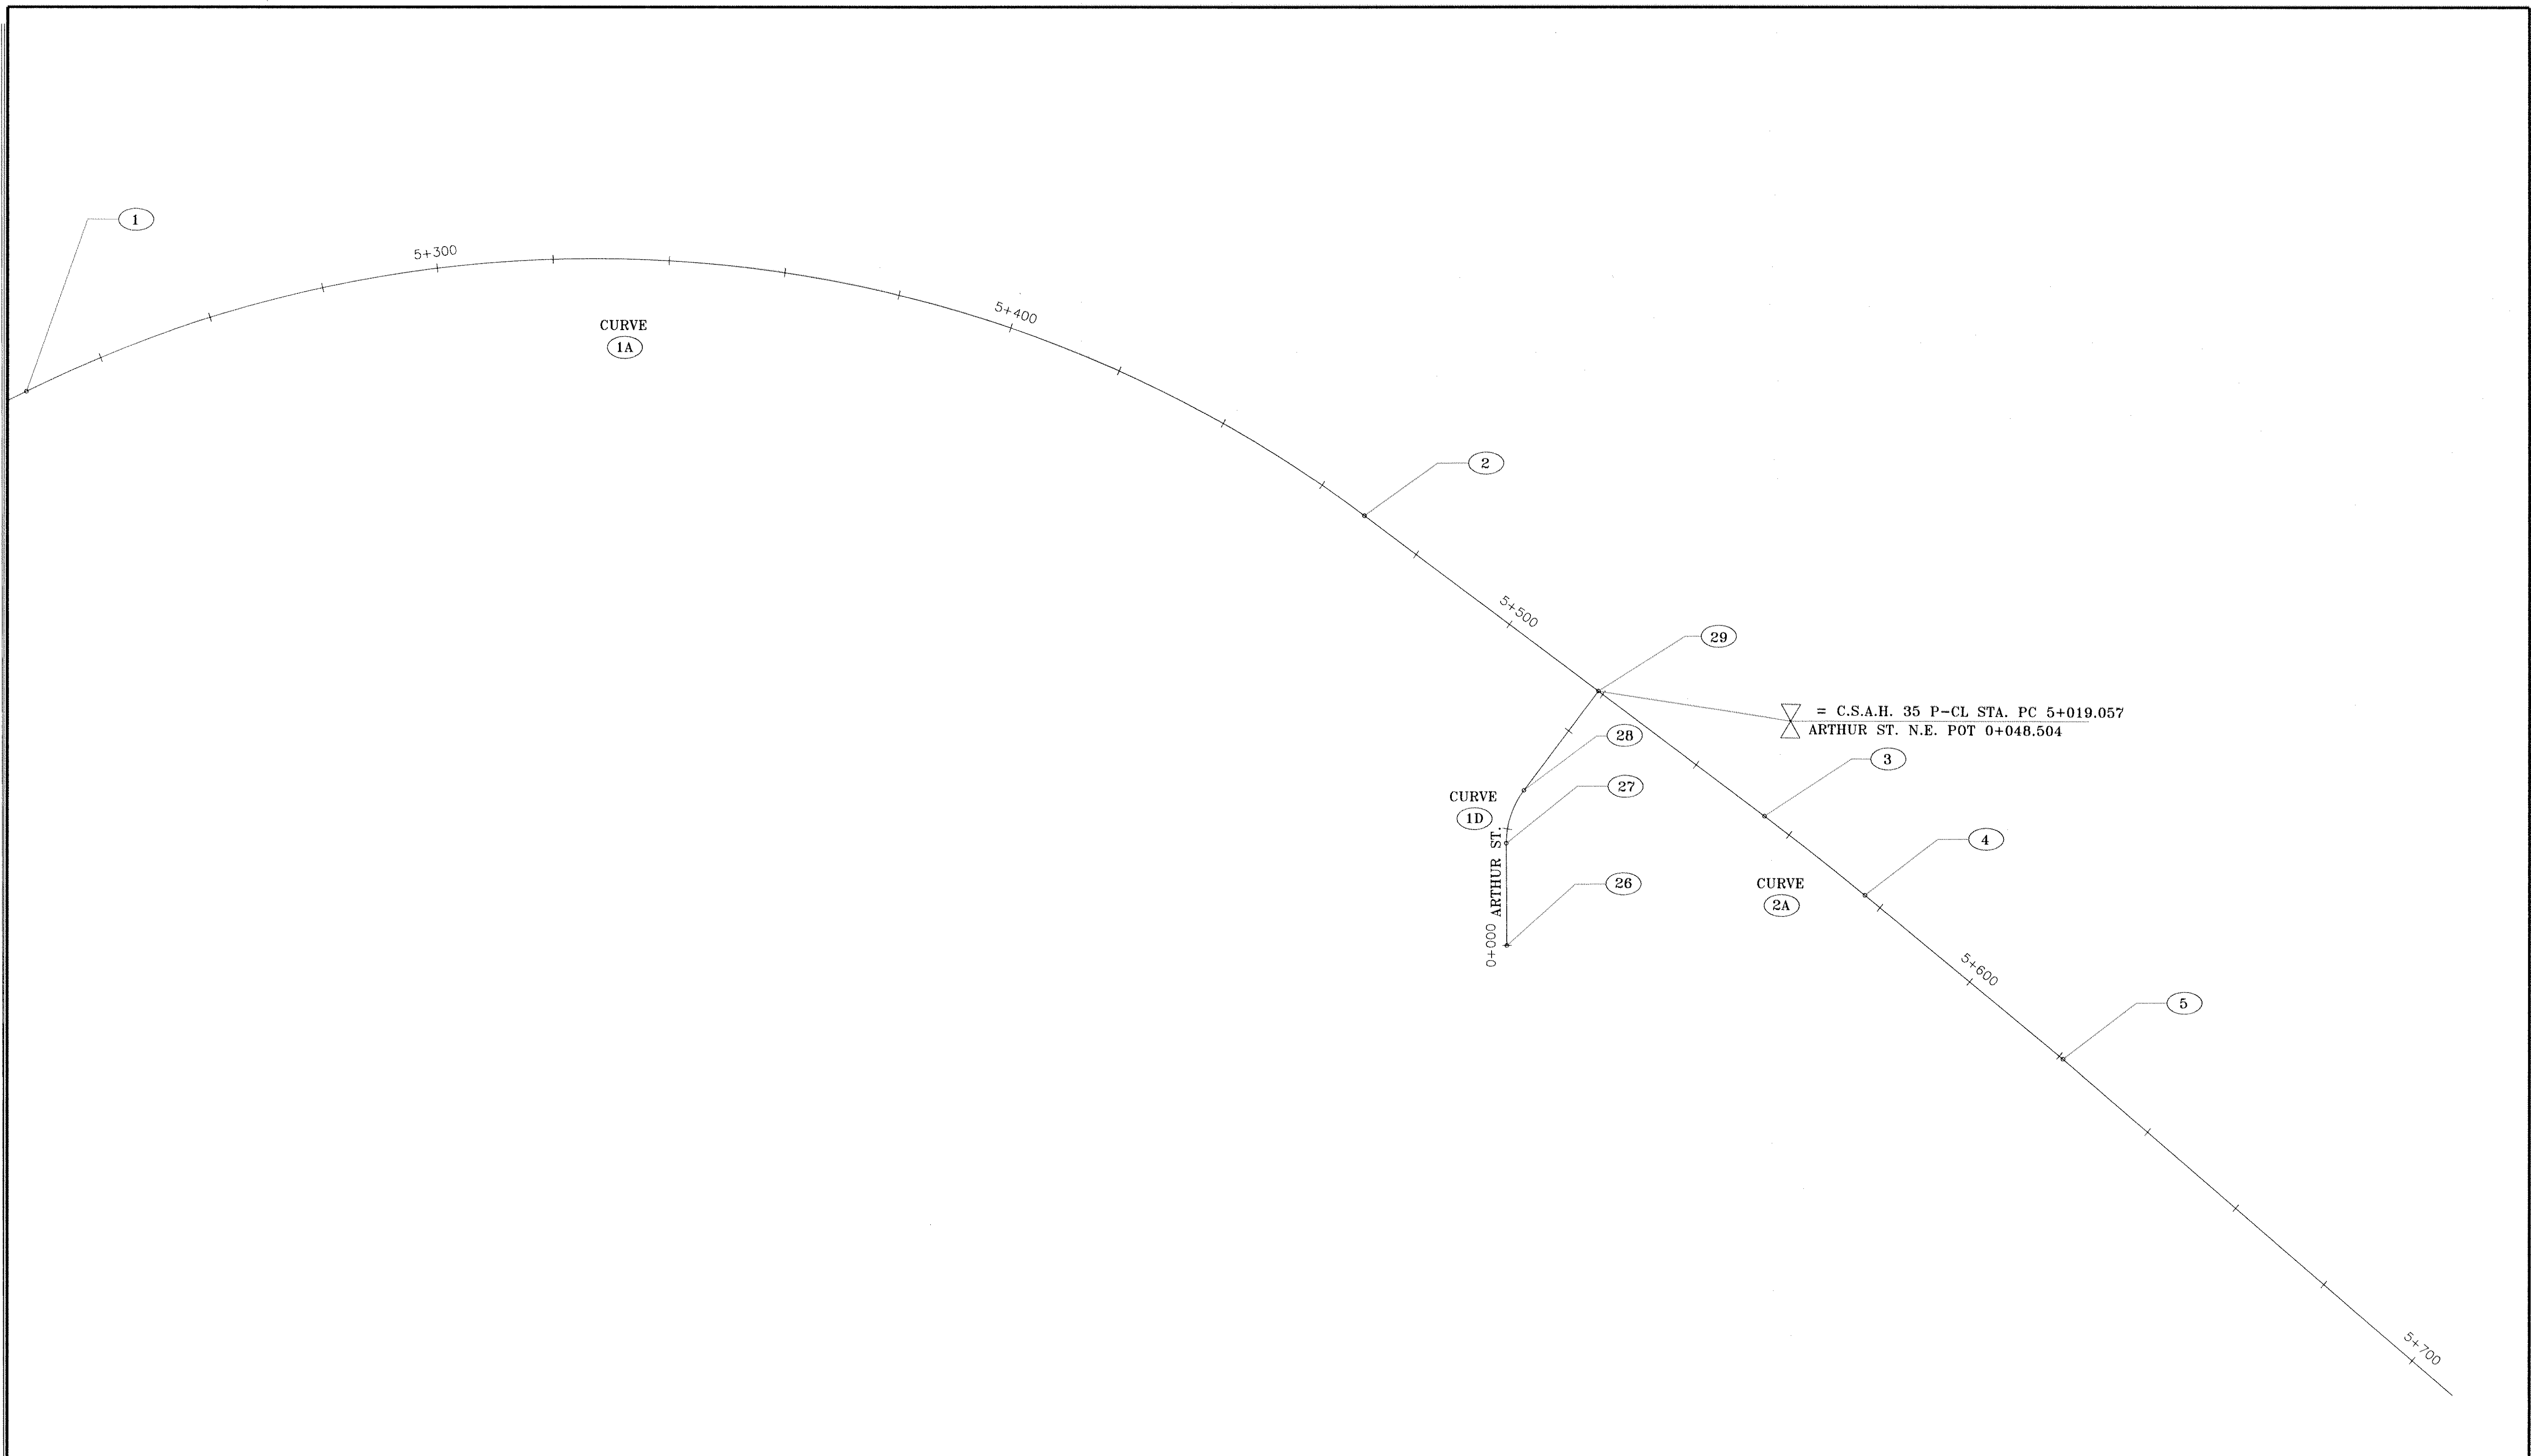 1
5+300
CURVE
1A
5+400
2
5+500
29
= C.S.A.H. 35 P-CL STA. PC 5+019.057
ARTHUR ST. N.E. POT 0+048.504
28
3
27
CURVE
1D
4
26
CURVE
2A
0+000 ARTHUR ST.
5+600
5
5+700